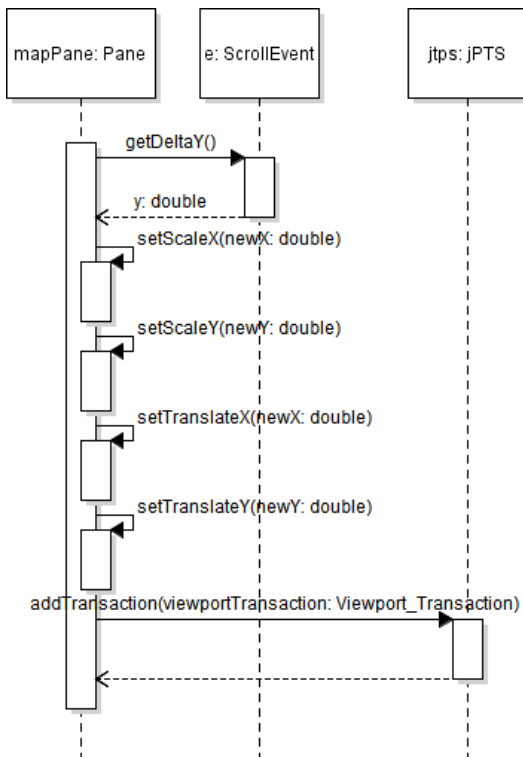 mapPane: Pane
e: ScrollEvent
jtps: jPTS
getDeltaY()
y: double
setScaleX(newX: double)
setScaleY(newY: double)
setTranslateX(newX: double)
setTranslateY(newY: double)
addTransaction(viewportTransaction: Viewport_Transaction)